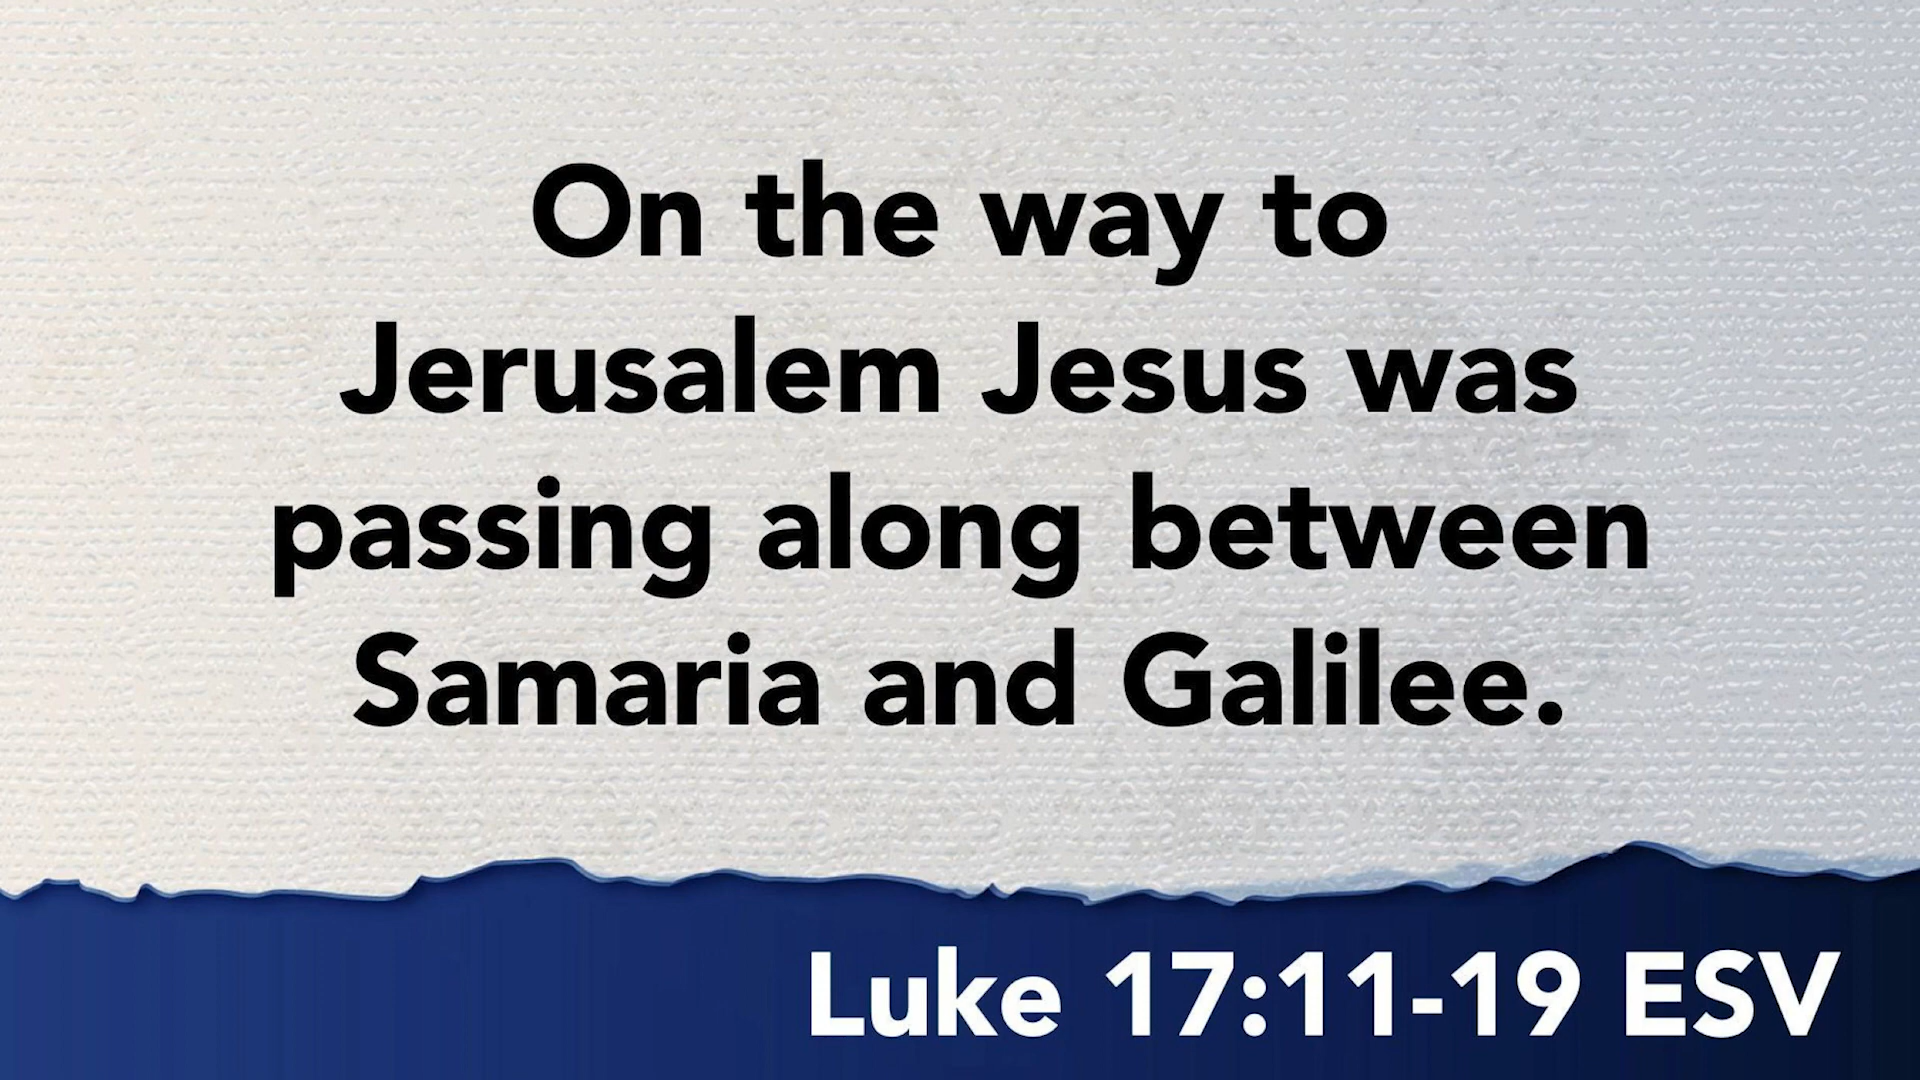 On the way to
Jerusalem Jesus was
passing along between
Samaria and Galilee.
Luke 17:11-19 ESV